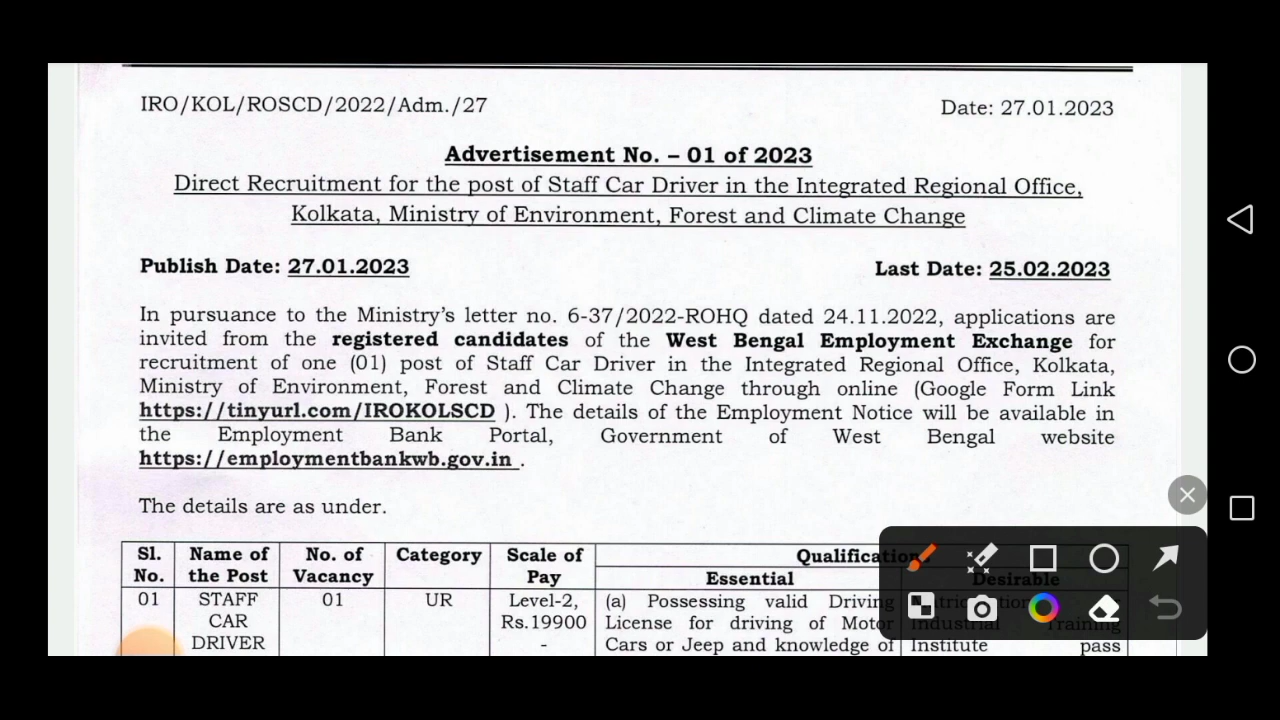 IRO/KOL/ROSCD/2022/Adm./27
Date: 27.01.2023
Advertisement No. – 01 of 2023
Direct Recruitment for the post of Staff Car Driver in the Integrated Regional Office,
Kolkata, Ministry of Environment, Forest and Climate Change
Publish Date: 27.01.2023
Last Date: 25.02.2023
In pursuance to the Ministry's letter no. 6-37/2022-ROHQ dated 24.11.2022, applications are
invited from the registered candidates of the West Bengal Employment Exchange for
recruitment of one (01) post of Staff Car Driver in the Integrated Regional Office, Kolkata,
Ministry of Environment, Forest and Climate Change through online (Google Form Link
https://tinyurl.com/IROKOLSCD ). The details of the Employment Notice will be available in
the Employment Bank Portal, Government of West Bengal website
https://employmentbankwb.gov.in .
The details are as under.
Sl. No.
Name of the Post
No. of Vacancy
Category
Scale of Pay
Qualification
Essential
Desirable
01
STAFF CAR DRIVER
01
UR
Level-2,
Rs.19900
-
(a) Possessing valid Driving
License for driving of Motor
Cars or Jeep and knowledge of
Industrial Training
Institute pass